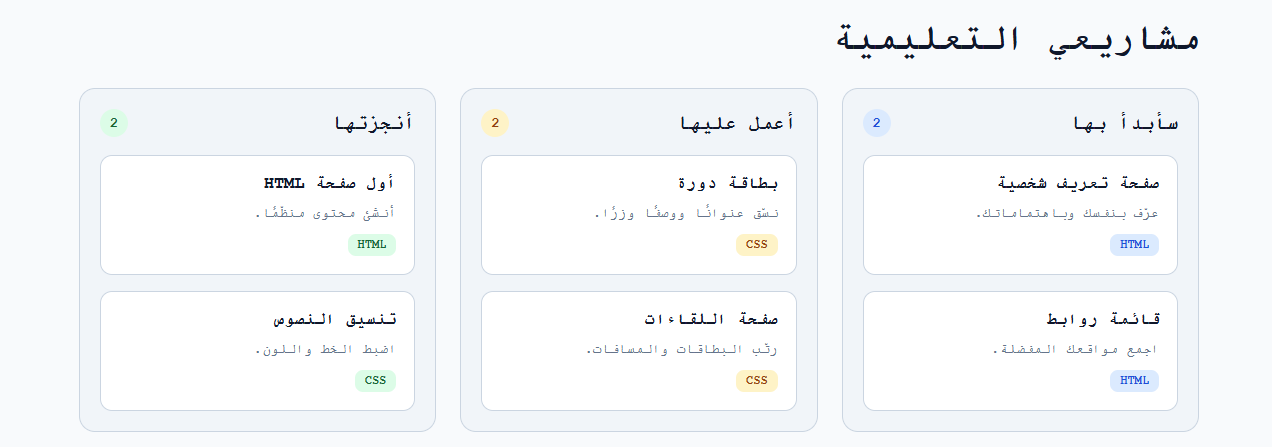 مشاريعي التعليمية
سأبدأ بها
2
صفحة تعريف شخصية
عرّف بنفسك وباهتماماتك.
HTML
قائمة روابط
اجمع مواقعك المفضلة.
HTML
أعمل عليها
2
بطاقة دورة
نسّق عنوانًا ووصفًا وزرًا.
CSS
صفحة اللقاءات
رتّب البطاقات والمسافات.
CSS
أنجزتها
2
أول صفحة HTML
أنشئ محتوى منظمًا.
HTML
تنسيق النصوص
اضبط الخط واللون.
CSS